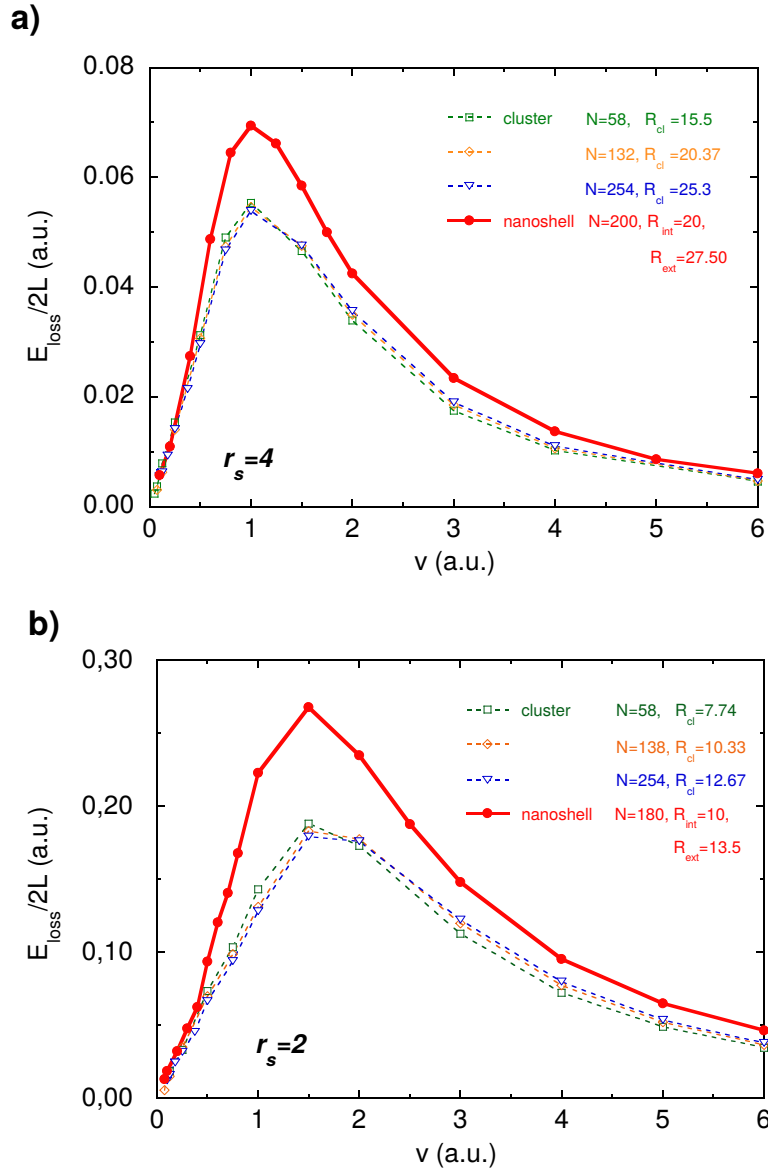 a)
0.08
0.06
0.04
0.02
0.00
E_loss/2L (a.u.)
cluster N=58, R_cl=15.5
N=132, R_cl=20.37
N=254, R_cl=25.3
nanoshell N=200, R_int=20,
R_ext=27.50
r_s=4
0 1 2 3 4 5 6
v (a.u.)
b)
0,30
0,20
0,10
0,00
E_loss/2L (a.u.)
cluster N=58, R_cl=7.74
N=138, R_cl=10.33
N=254, R_cl=12.67
nanoshell N=180, R_int=10,
R_ext=13.5
r_s=2
0 1 2 3 4 5 6
v (a.u.)